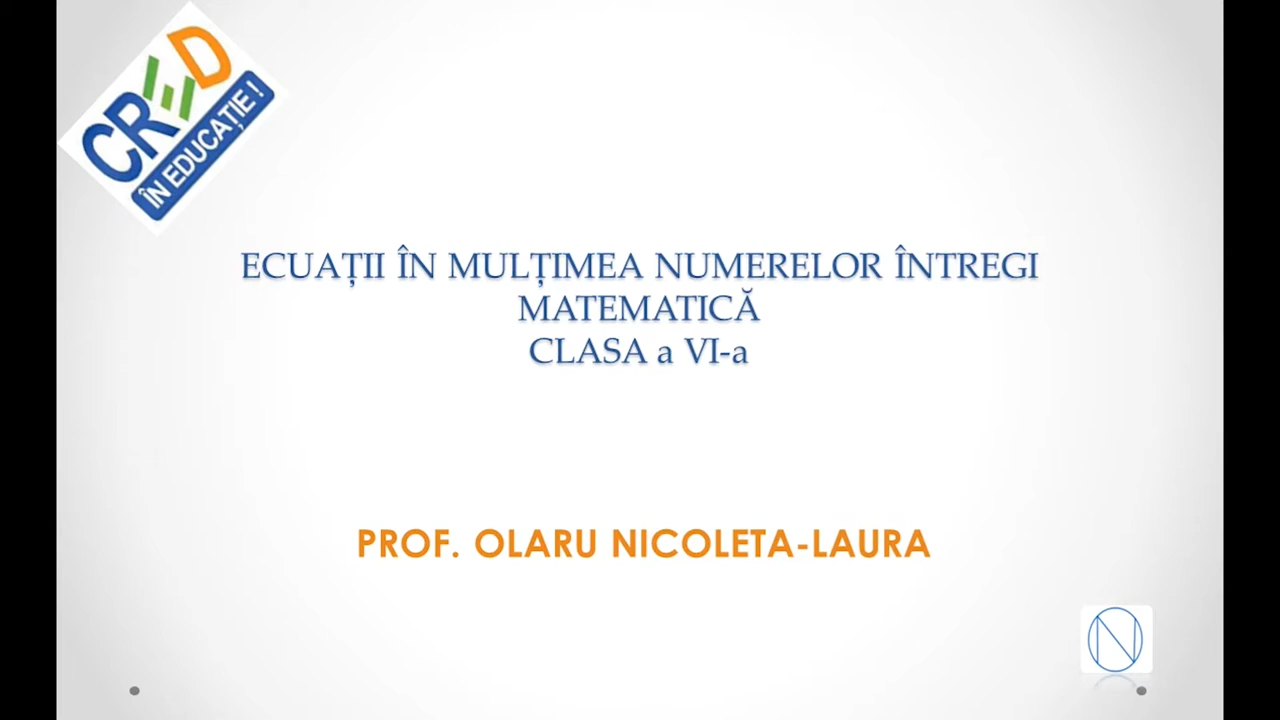 CRED
ÎN EDUCAȚIE!
ECUAȚII ÎN MULȚIMEA NUMERELOR ÎNTREGI
MATEMATICĂ
CLASA a VI-a
PROF. OLARU NICOLETA-LAURA
N